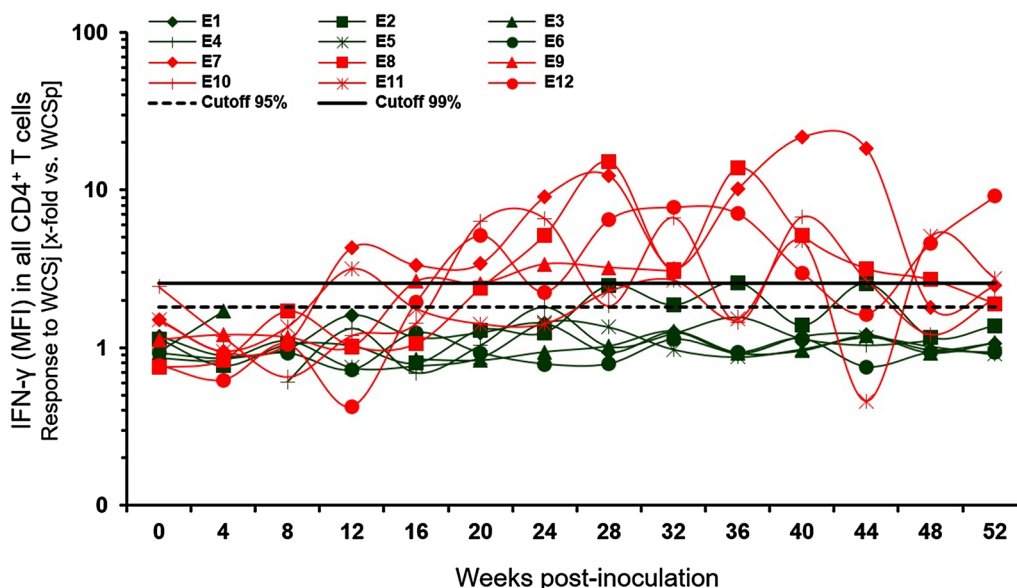 E1 E2 E3
E4 E5 E6
E7 E8 E9
E10 E11 E12
Cutoff 95% Cutoff 99%
IFN-γ (MFI) in all CD4⁺ T cells
Response to WCSj [x-fold vs. WCSp]
100
10
1
0
0 4 8 12 16 20 24 28 32 36 40 44 48 52
Weeks post-inoculation